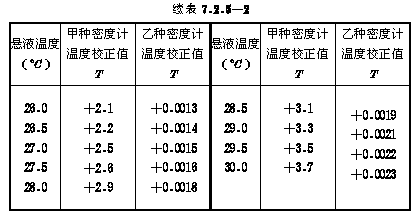 续表 7.2.5—2
悬液温度 甲种密度计 乙种密度计 悬液温度 甲种密度计 乙种密度计
(℃) 温度校正值 温度校正值 (℃) 温度校正值 温度校正值
T T T T
26.0 +2.1 +0.0013 28.5 +3.1 +0.0019
26.5 +2.2 +0.0014 29.0 +3.3 +0.0021
27.0 +2.5 +0.0015 29.5 +3.5 +0.0022
27.5 +2.6 +0.0016 30.0 +3.7 +0.0023
28.0 +2.9 +0.0018